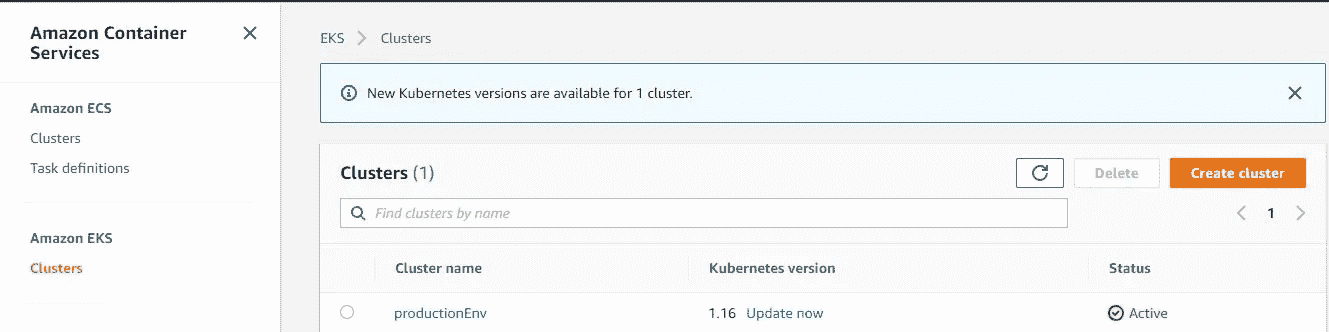 Amazon Container
Services
Amazon ECS
Clusters
Task definitions
Amazon EKS
Clusters
EKS Clusters
New Kubernetes versions are available for 1 cluster.
Clusters (1) Delete Create cluster
Find clusters by name 1
Cluster name Kubernetes version Status
productionEnv 1.16 Update now Active